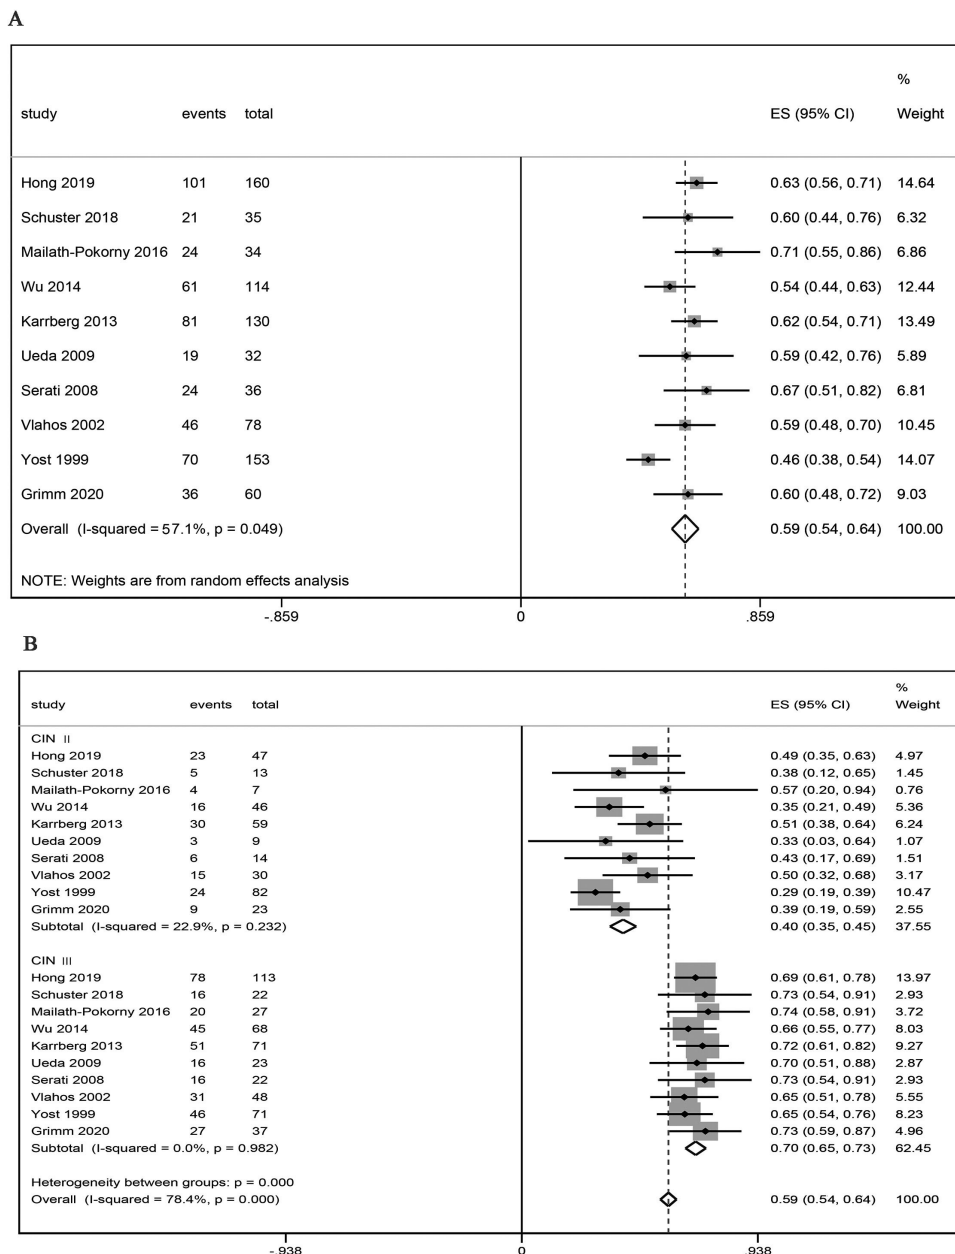 A
%
study events total ES (95% CI) Weight
Hong 2019 101 160 0.63 (0.56, 0.71) 14.64
Schuster 2018 21 35 0.60 (0.44, 0.76) 6.32
Mailath-Pokorny 2016 24 34 0.71 (0.55, 0.86) 6.86
Wu 2014 61 114 0.54 (0.44, 0.63) 12.44
Karrberg 2013 81 130 0.62 (0.54, 0.71) 13.49
Ueda 2009 19 32 0.59 (0.42, 0.76) 5.89
Serati 2008 24 36 0.67 (0.51, 0.82) 6.81
Vlahos 2002 46 78 0.59 (0.48, 0.70) 10.45
Yost 1999 70 153 0.46 (0.38, 0.54) 14.07
Grimm 2020 36 60 0.60 (0.48, 0.72) 9.03
Overall (I-squared = 57.1%, p = 0.049) 0.59 (0.54, 0.64) 100.00
NOTE: Weights are from random effects analysis
-.859 0 .859
B
%
study events total ES (95% CI) Weight
CIN II
Hong 2019 23 47 0.49 (0.35, 0.63) 4.97
Schuster 2018 5 13 0.38 (0.12, 0.65) 1.45
Mailath-Pokorny 2016 4 7 0.57 (0.20, 0.94) 0.76
Wu 2014 16 46 0.35 (0.21, 0.49) 5.36
Karrberg 2013 30 59 0.51 (0.38, 0.64) 6.24
Ueda 2009 3 9 0.33 (0.03, 0.64) 1.07
Serati 2008 6 14 0.43 (0.17, 0.69) 1.51
Vlahos 2002 15 30 0.50 (0.32, 0.68) 3.17
Yost 1999 24 82 0.29 (0.19, 0.39) 10.47
Grimm 2020 9 23 0.39 (0.19, 0.59) 2.55
Subtotal (I-squared = 22.9%, p = 0.232) 0.40 (0.35, 0.45) 37.55
CIN III
Hong 2019 78 113 0.69 (0.61, 0.78) 13.97
Schuster 2018 16 22 0.73 (0.54, 0.91) 2.93
Mailath-Pokorny 2016 20 27 0.74 (0.58, 0.91) 3.72
Wu 2014 45 68 0.66 (0.55, 0.77) 8.03
Karrberg 2013 51 71 0.72 (0.61, 0.82) 9.27
Ueda 2009 16 23 0.70 (0.51, 0.88) 2.87
Serati 2008 16 22 0.73 (0.54, 0.91) 2.93
Vlahos 2002 31 48 0.65 (0.51, 0.78) 5.55
Yost 1999 46 71 0.65 (0.54, 0.76) 8.23
Grimm 2020 27 37 0.73 (0.59, 0.87) 4.96
Subtotal (I-squared = 0.0%, p = 0.982) 0.70 (0.65, 0.73) 62.45
Heterogeneity between groups: p = 0.000
Overall (I-squared = 78.4%, p = 0.000) 0.59 (0.54, 0.64) 100.00
-.938 0 .938